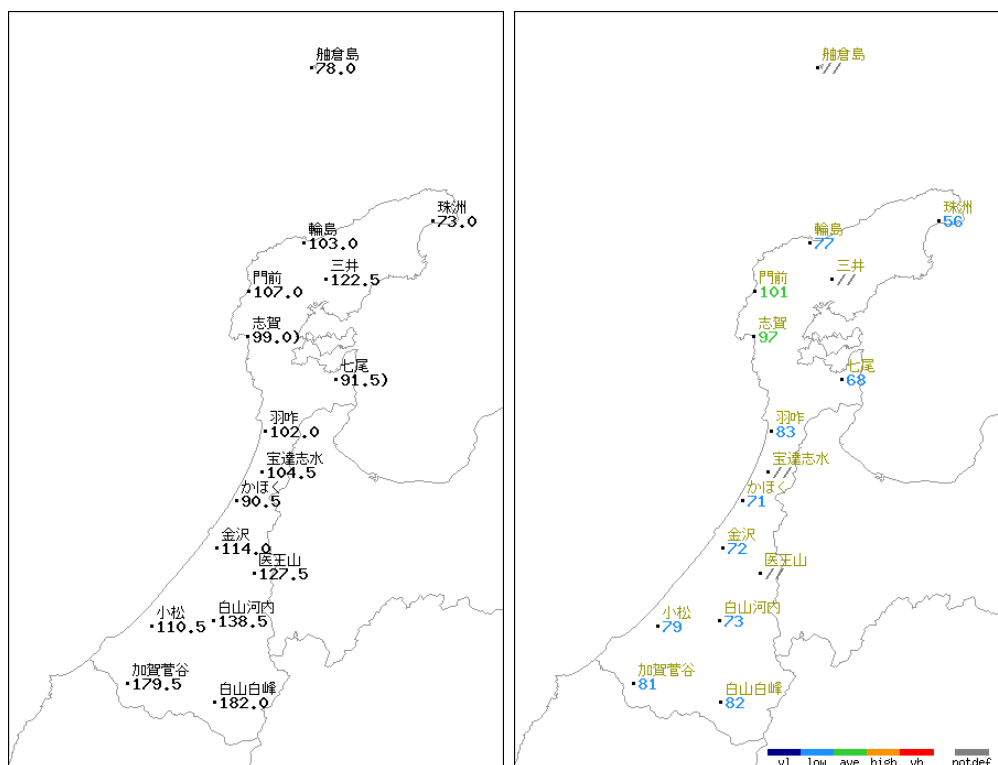 舳倉島
78.0
珠洲
73.0
輪島
103.0
三井
122.5
門前
107.0
志賀
99.0)
七尾
91.5)
羽咋
102.0
宝達志水
104.5
かほく
90.5
金沢
114.0
医王山
127.5
小松
110.5
白山河内
138.5
加賀菅谷
179.5
白山白峰
182.0
舳倉島
//
珠洲
56
輪島
77
三井
//
門前
101
志賀
97
七尾
68
羽咋
83
宝達志水
//
かほく
71
金沢
72
医王山
//
小松
79
白山河内
73
加賀菅谷
81
白山白峰
82
vl low ave high vh notdef